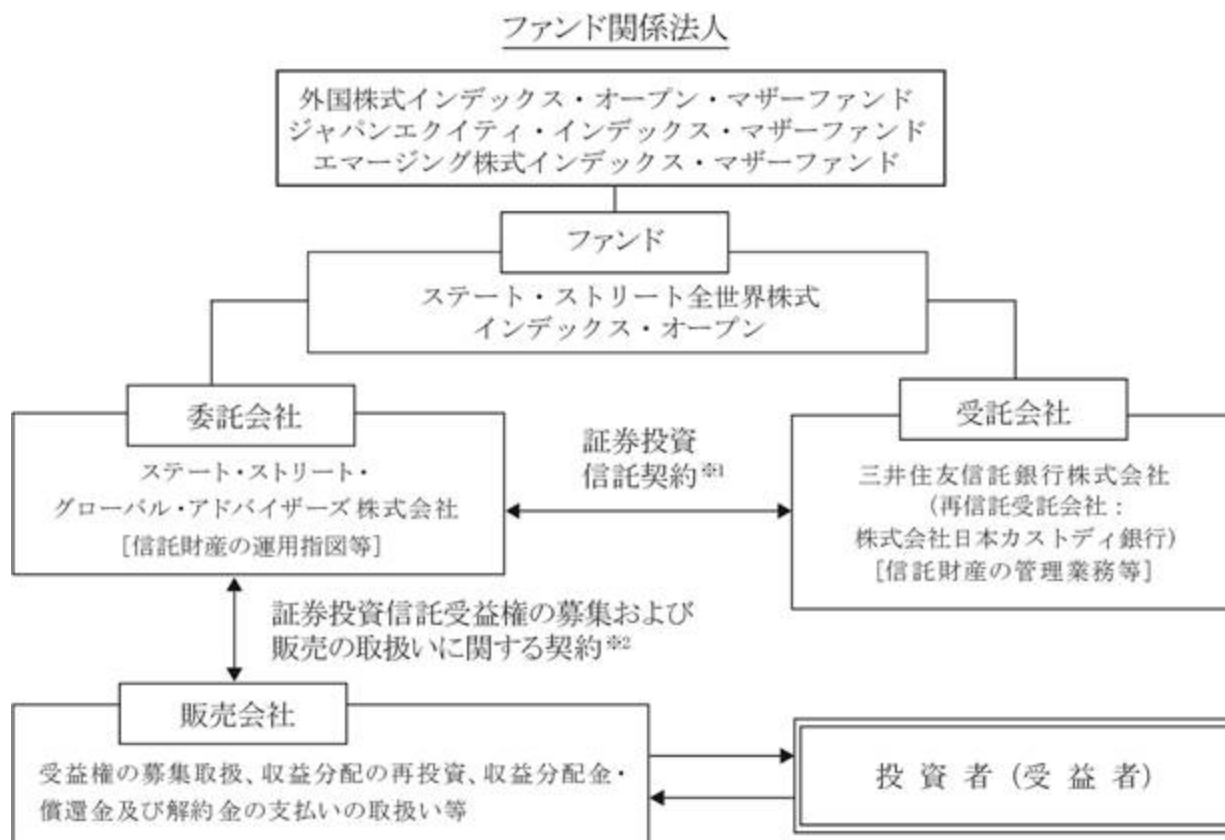 ファンド関係法人
外国株式インデックス・オープン・マザーファンド
ジャパンエクイティ・インデックス・マザーファンド
エマージング株式インデックス・マザーファンド
ファンド
ステート・ストリート全世界株式
インデックス・オープン
委託会社
ステート・ストリート・
グローバル・アドバイザーズ株式会社
[信託財産の運用指図等]
証券投資
信託契約※1
受託会社
三井住友信託銀行株式会社
(再信託受託会社:
株式会社日本カストディ銀行)
[信託財産の管理業務等]
証券投資信託受益権の募集および
販売の取扱いに関する契約※2
販売会社
受益権の募集取扱、収益分配の再投資、収益分配金・
償還金及び解約金の支払いの取扱い等
投資者(受益者)